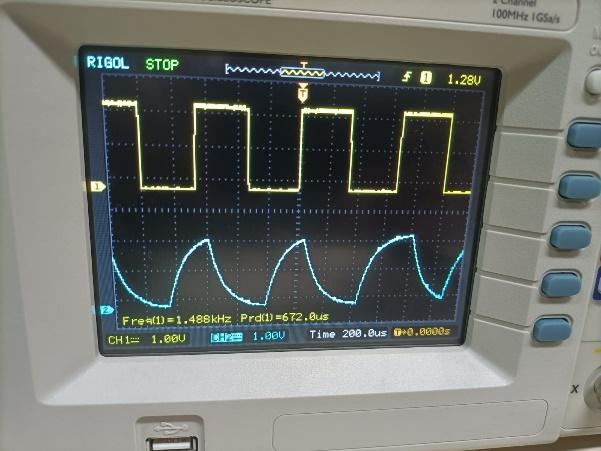 2 Channel
100MHz 1GSa/s
RIGOL STOP
T
1 1.28V
T
1
2
Freq(1)=1.488kHz Prd(1)=672.0us
CH1 1.00V CH2 1.00V Time 200.0us T→0.0000s
X